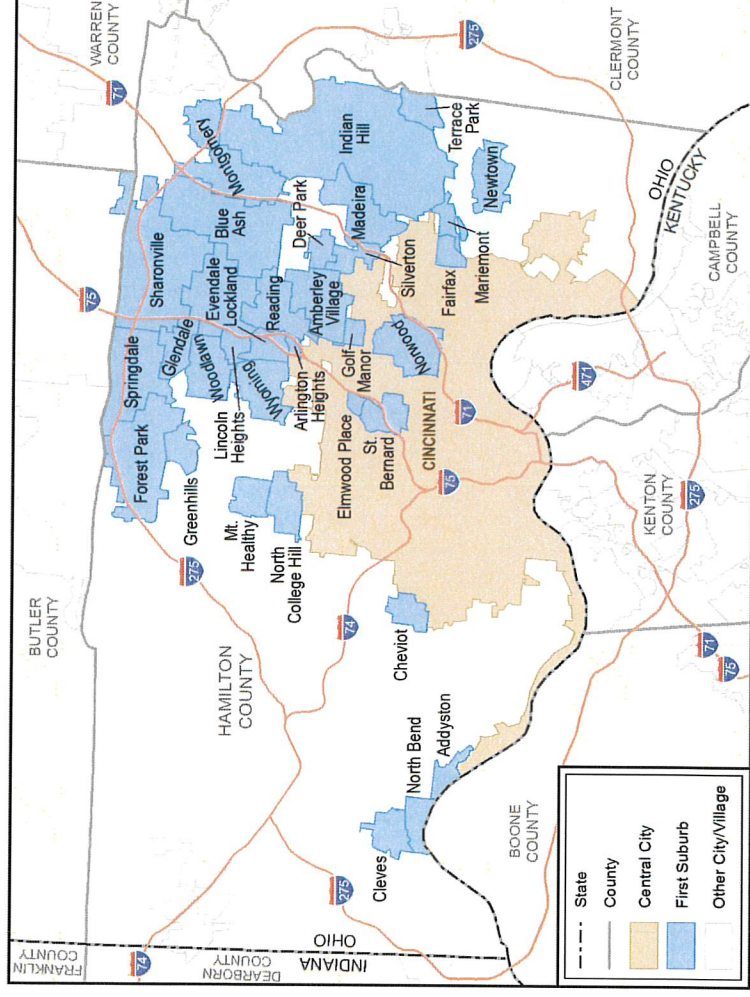 WARREN
COUNTY
BUTLER
COUNTY
FRANKLIN
COUNTY
DEARBORN
COUNTY
HAMILTON
COUNTY
CLERMONT
COUNTY
CAMPBELL
COUNTY
KENTON
COUNTY
BOONE
COUNTY
INDIANA
OHIO
OHIO
KENTUCKY
71
75
275
275
74
74
275
75
71
471
275
71
75
Springdale
Sharonville
Forest Park
Glendale
Greenhills
Woodlawn
Evendale
Lockland
Lincoln
Heights
Wyoming
Reading
Arlington
Heights
Blue
Ash
Montgomery
Deer Park
Amberley
Village
Madeira
Indian
Hill
Terrace
Park
Newtown
Silverton
Mariemont
Fairfax
Golf
Manor
Norwood
Elmwood Place
St.
Bernard
CINCINNATI
Mt.
Healthy
North
College Hill
Cheviot
North Bend
Addyston
Cleves
State
County
Central City
First Suburb
Other City/Village